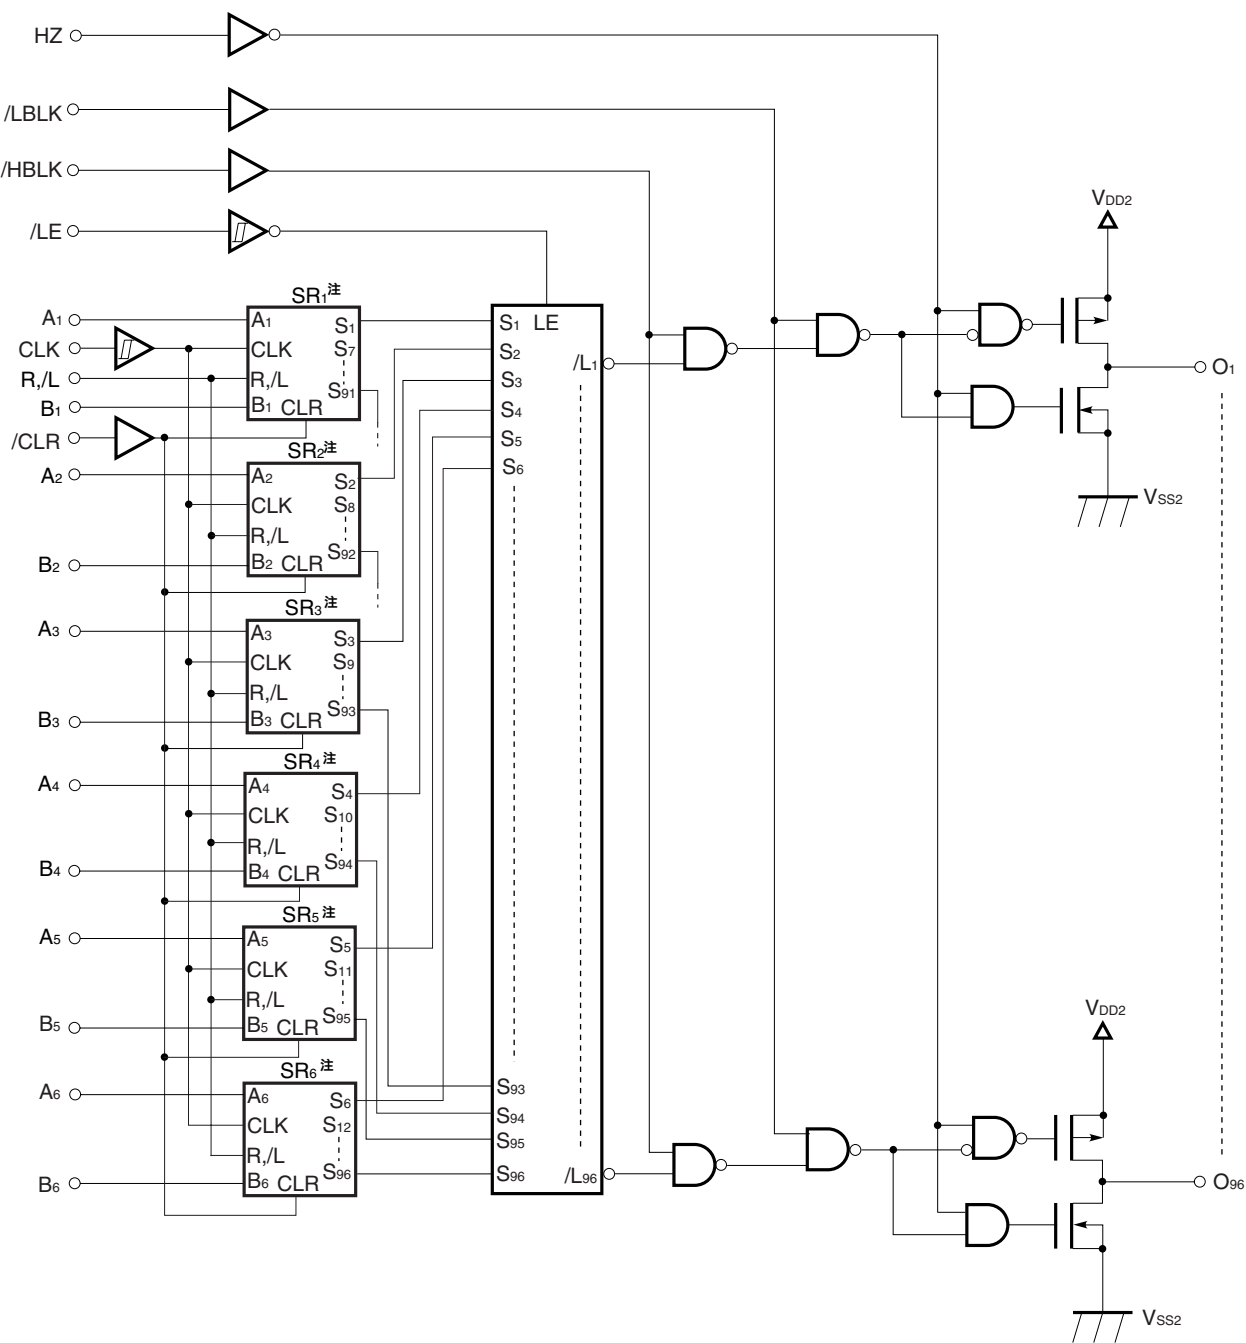 HZ
/LBLK
/HBLK
/LE
VDD2
SR1注
A1
A1
S1
S1
LE
CLK
CLK
S7
S2
/L1
O1
R,/L
R,/L
S91
S3
B1
B1
CLR
S4
/CLR
S5
SR2注
S6
A2
A2
S2
CLK
S8
VSS2
R,/L
S92
B2
B2
CLR
SR3注
A3
A3
S3
CLK
S9
R,/L
S93
B3
B3
CLR
SR4注
A4
A4
S4
CLK
S10
R,/L
S94
B4
B4
CLR
SR5注
A5
A5
S5
CLK
S11
R,/L
S95
VDD2
B5
B5
CLR
SR6注
S93
A6
A6
S6
S94
CLK
S12
S95
R,/L
S96
S96
/L96
O96
B6
B6
CLR
VSS2